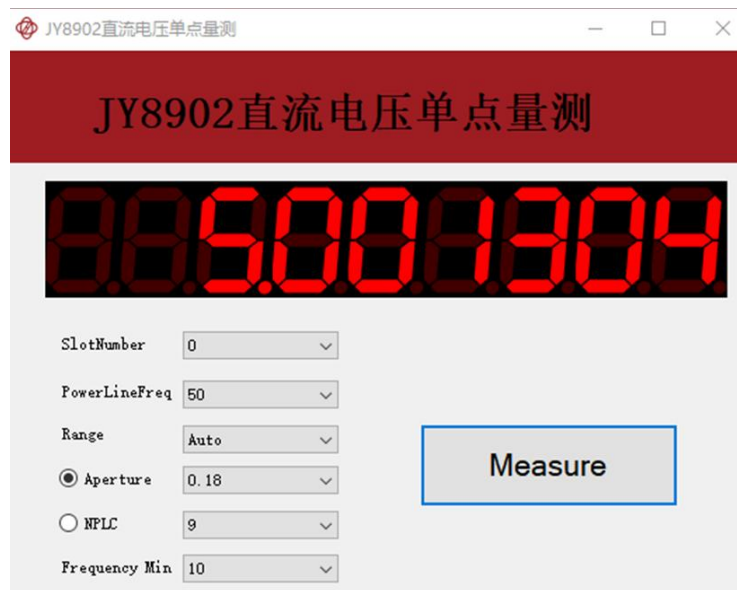 JY8902直流电压单点量测
JY8902直流电压单点量测
5.001304
SlotNumber 0
PowerLineFreq 50
Range Auto
Aperture 0.18
Measure
NPLC 9
Frequency Min 10